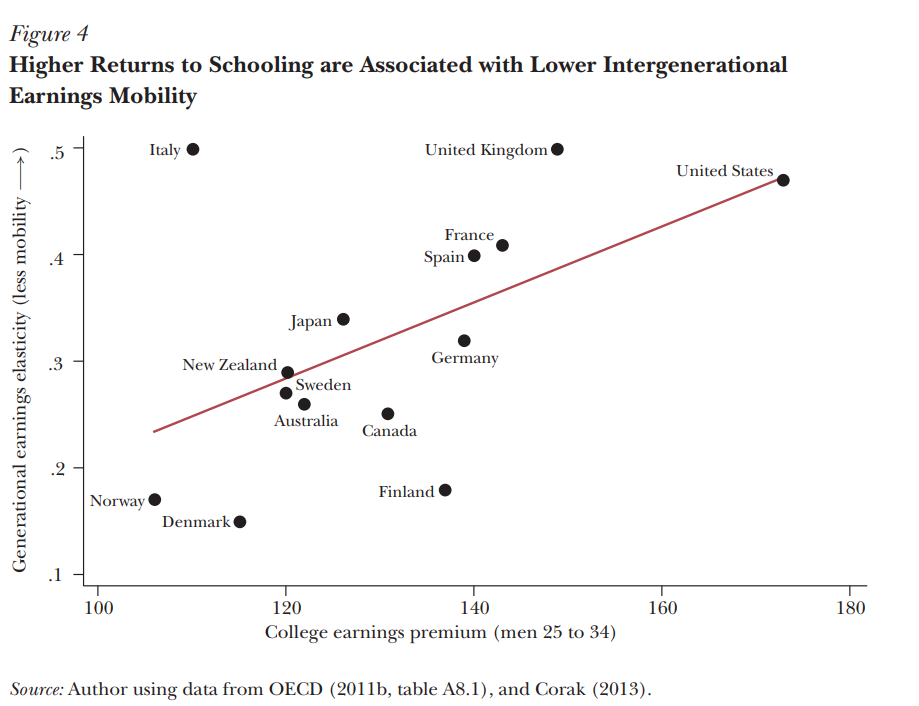 Figure 4
Higher Returns to Schooling are Associated with Lower Intergenerational
Earnings Mobility
Generational earnings elasticity (less mobility ⟶)
.5
.4
.3
.2
.1
Italy
United Kingdom
United States
France
Spain
Japan
Germany
New Zealand
Sweden
Australia
Canada
Finland
Norway
Denmark
100
120
140
160
180
College earnings premium (men 25 to 34)
Source: Author using data from OECD (2011b, table A8.1), and Corak (2013).